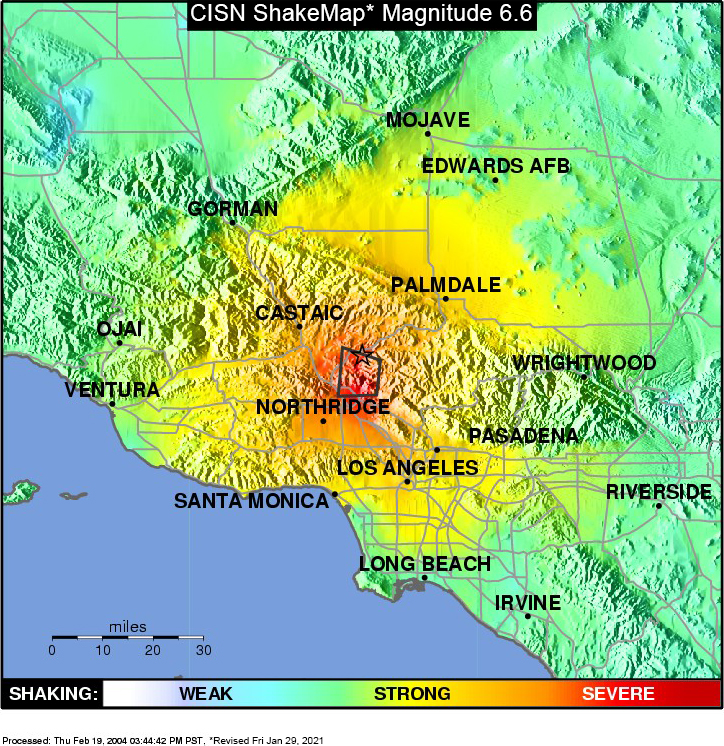 CISN ShakeMap* Magnitude 6.6
MOJAVE
EDWARDS AFB
GORMAN
PALMDALE
CASTAIC
OJAI
WRIGHTWOOD
VENTURA
NORTHRIDGE
PASADENA
LOS ANGELES
SANTA MONICA
RIVERSIDE
LONG BEACH
IRVINE
miles
0 10 20 30
SHAKING: WEAK STRONG SEVERE
Processed: Thu Feb 19, 2004 03:44:42 PM PST, *Revised Fri Jan 29, 2021